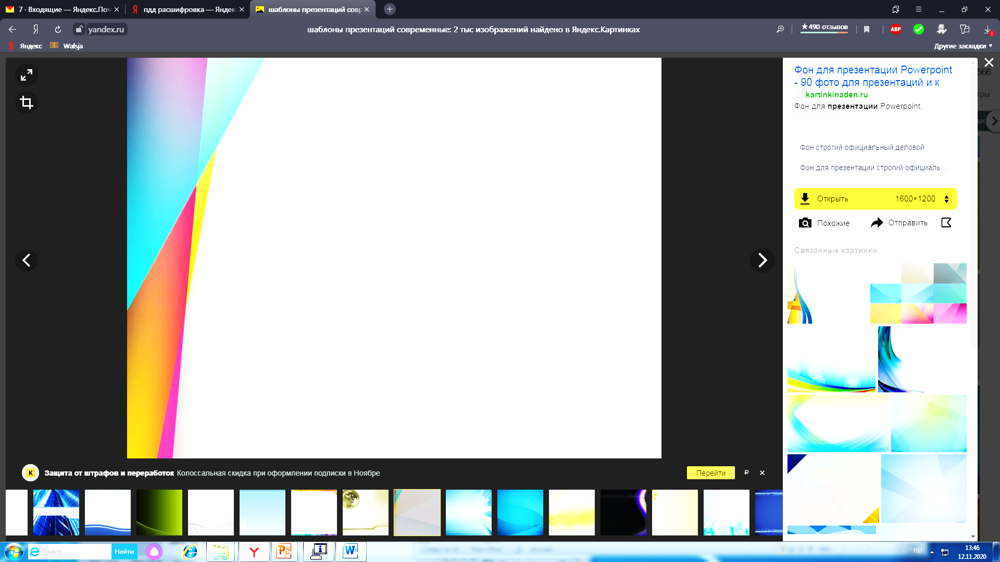 7 · Входящие — Яндекс.Поч
пдд расшифровка — Яндекс
шаблоны презентаций совр
yandex.ru
шаблоны презентаций современные: 2 тыс изображений найдено в Яндекс.Картинках
★490 отзывов
ABP
Яндекс
Walsja
Другие закладки
Фон для презентации Powerpoint
- 90 фото для презентаций и к
566
kartinkinaden.ru
гры
Фон для презентации Powerpoint.
Фон строгий официальный деловой
Фон для презентации строгий официаль...
Открыть
1600×1200
Похожие
Отправить
Связанные картинки
K
Защита от штрафов и переработок Колоссальная скидка при оформлении подписки в Ноябре
Перейти
Поиск
Найти
RU
13:46
12.11.2020